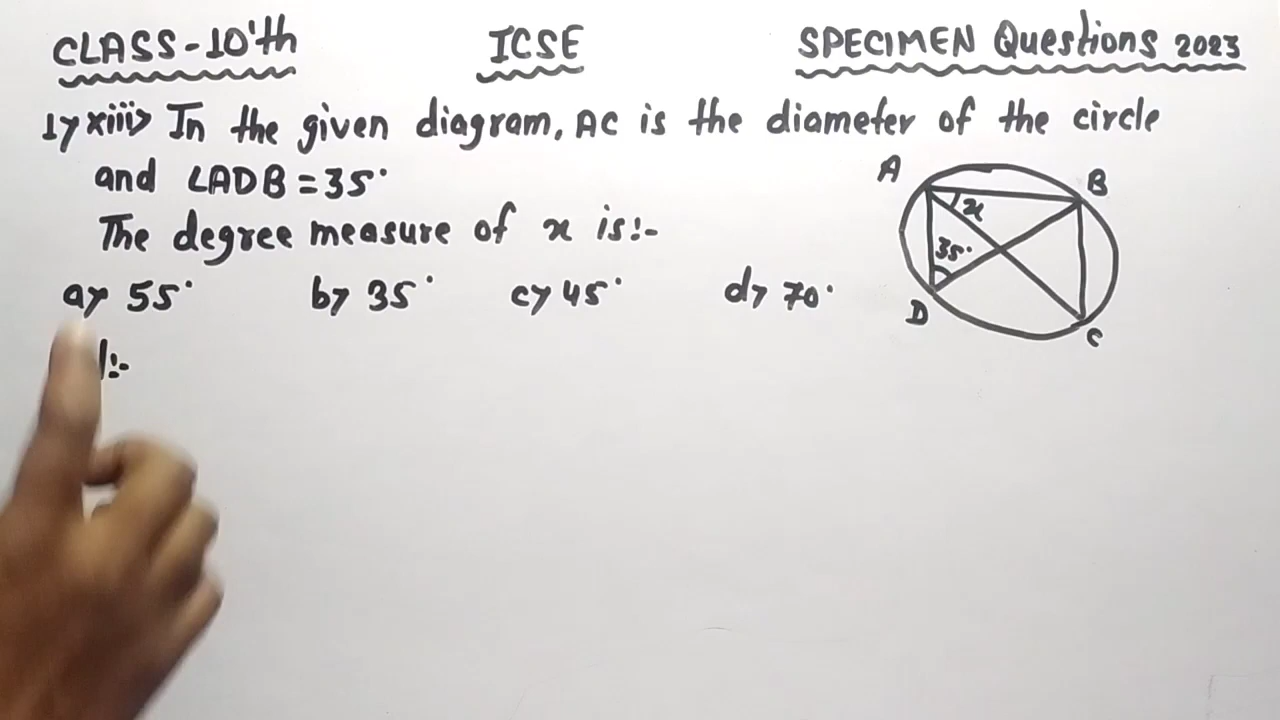 CLASS-10'th ICSE SPECIMEN Questions 2023
1> xiii> In the given diagram, AC is the diameter of the circle
and ∠ADB = 35°
The degree measure of x is:-
a> 55° b> 35° c> 45° d> 70°
A B
x
35°
D C